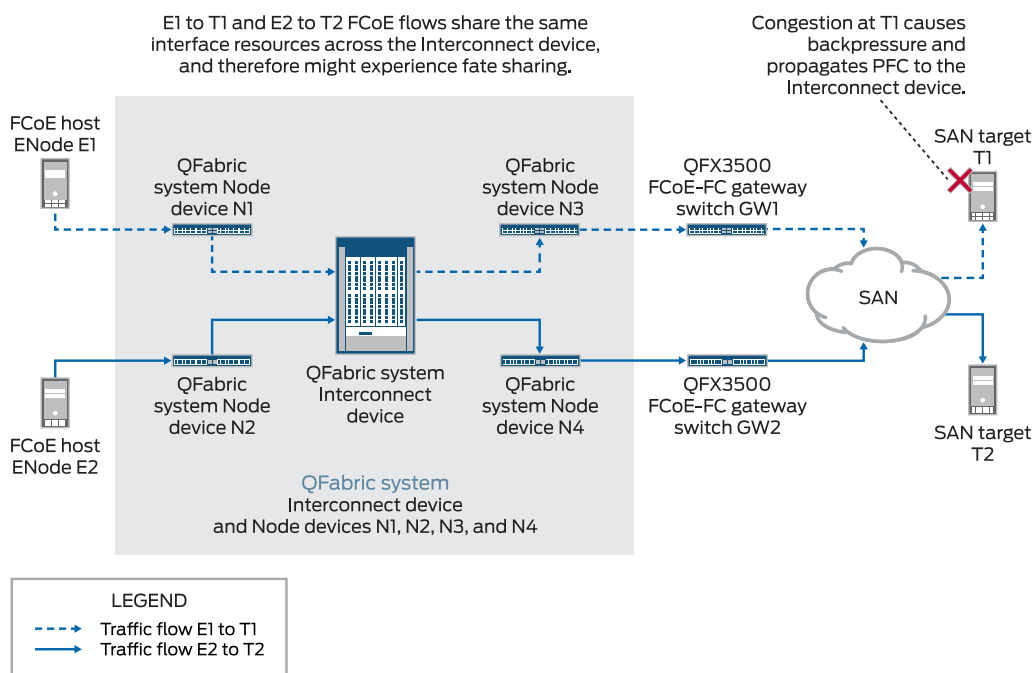 E1 to T1 and E2 to T2 FCoE flows share the same
interface resources across the Interconnect device,
and therefore might experience fate sharing.
Congestion at T1 causes
backpressure and
propagates PFC to the
Interconnect device.
FCoE host
ENode E1
QFabric
system Node
device N1
QFabric
system Node
device N3
QFX3500
FCoE-FC gateway
switch GW1
SAN target
T1
SAN
QFabric
system Node
device N2
QFabric system
Interconnect
device
QFabric
system Node
device N4
QFX3500
FCoE-FC gateway
switch GW2
FCoE host
ENode E2
SAN target
T2
QFabric system
Interconnect device
and Node devices N1, N2, N3, and N4
LEGEND
Traffic flow E1 to T1
Traffic flow E2 to T2